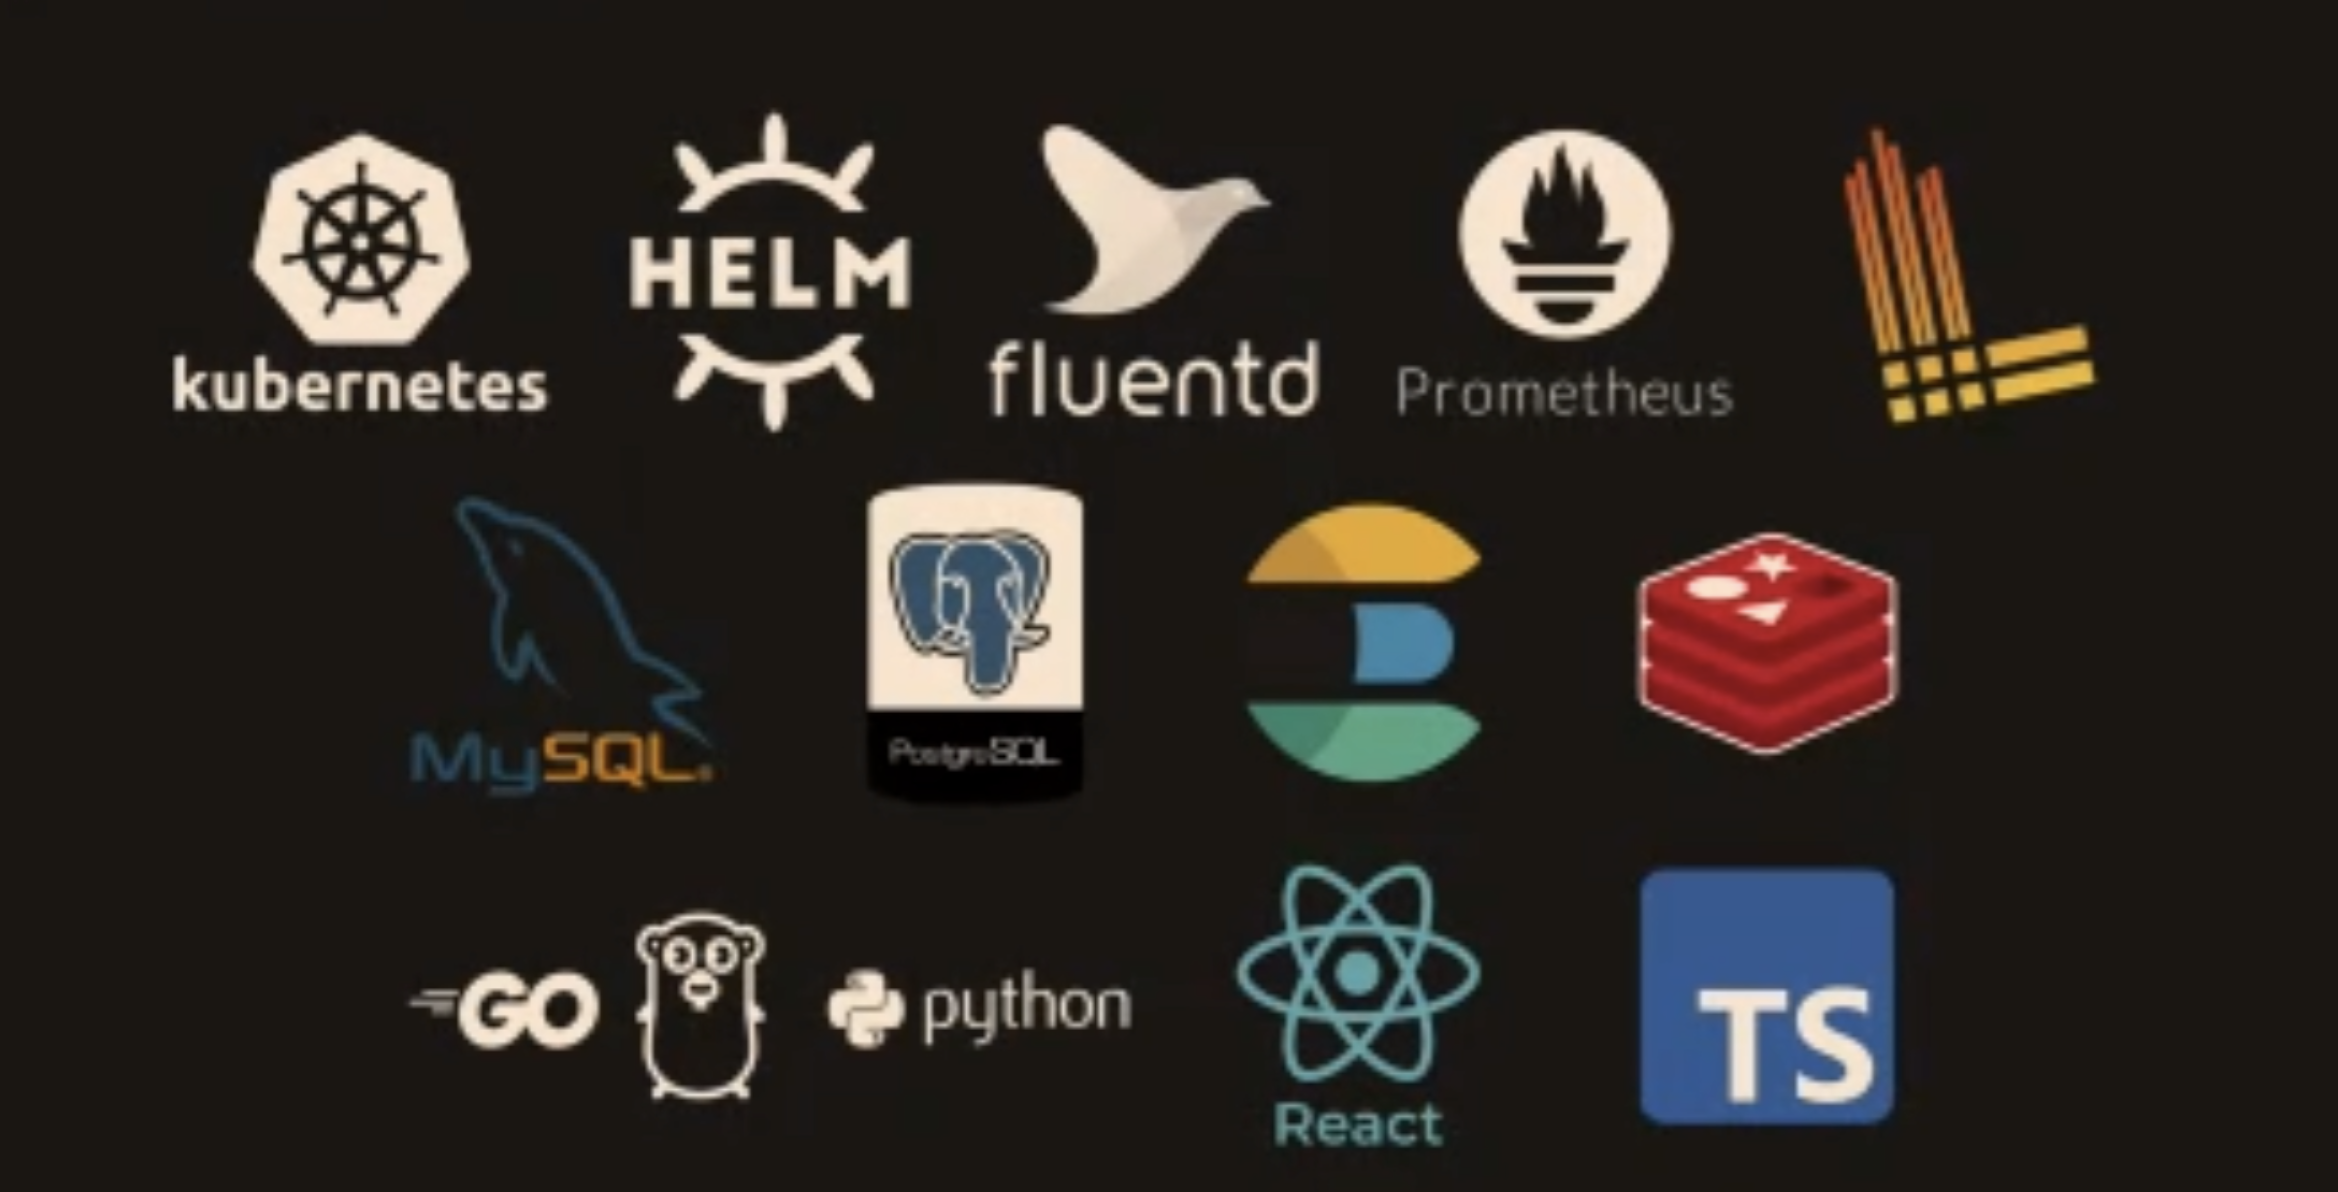 kubernetes
HELM
fluentd
Prometheus
MySQL®
PostgreSQL
GO
python
React
TS